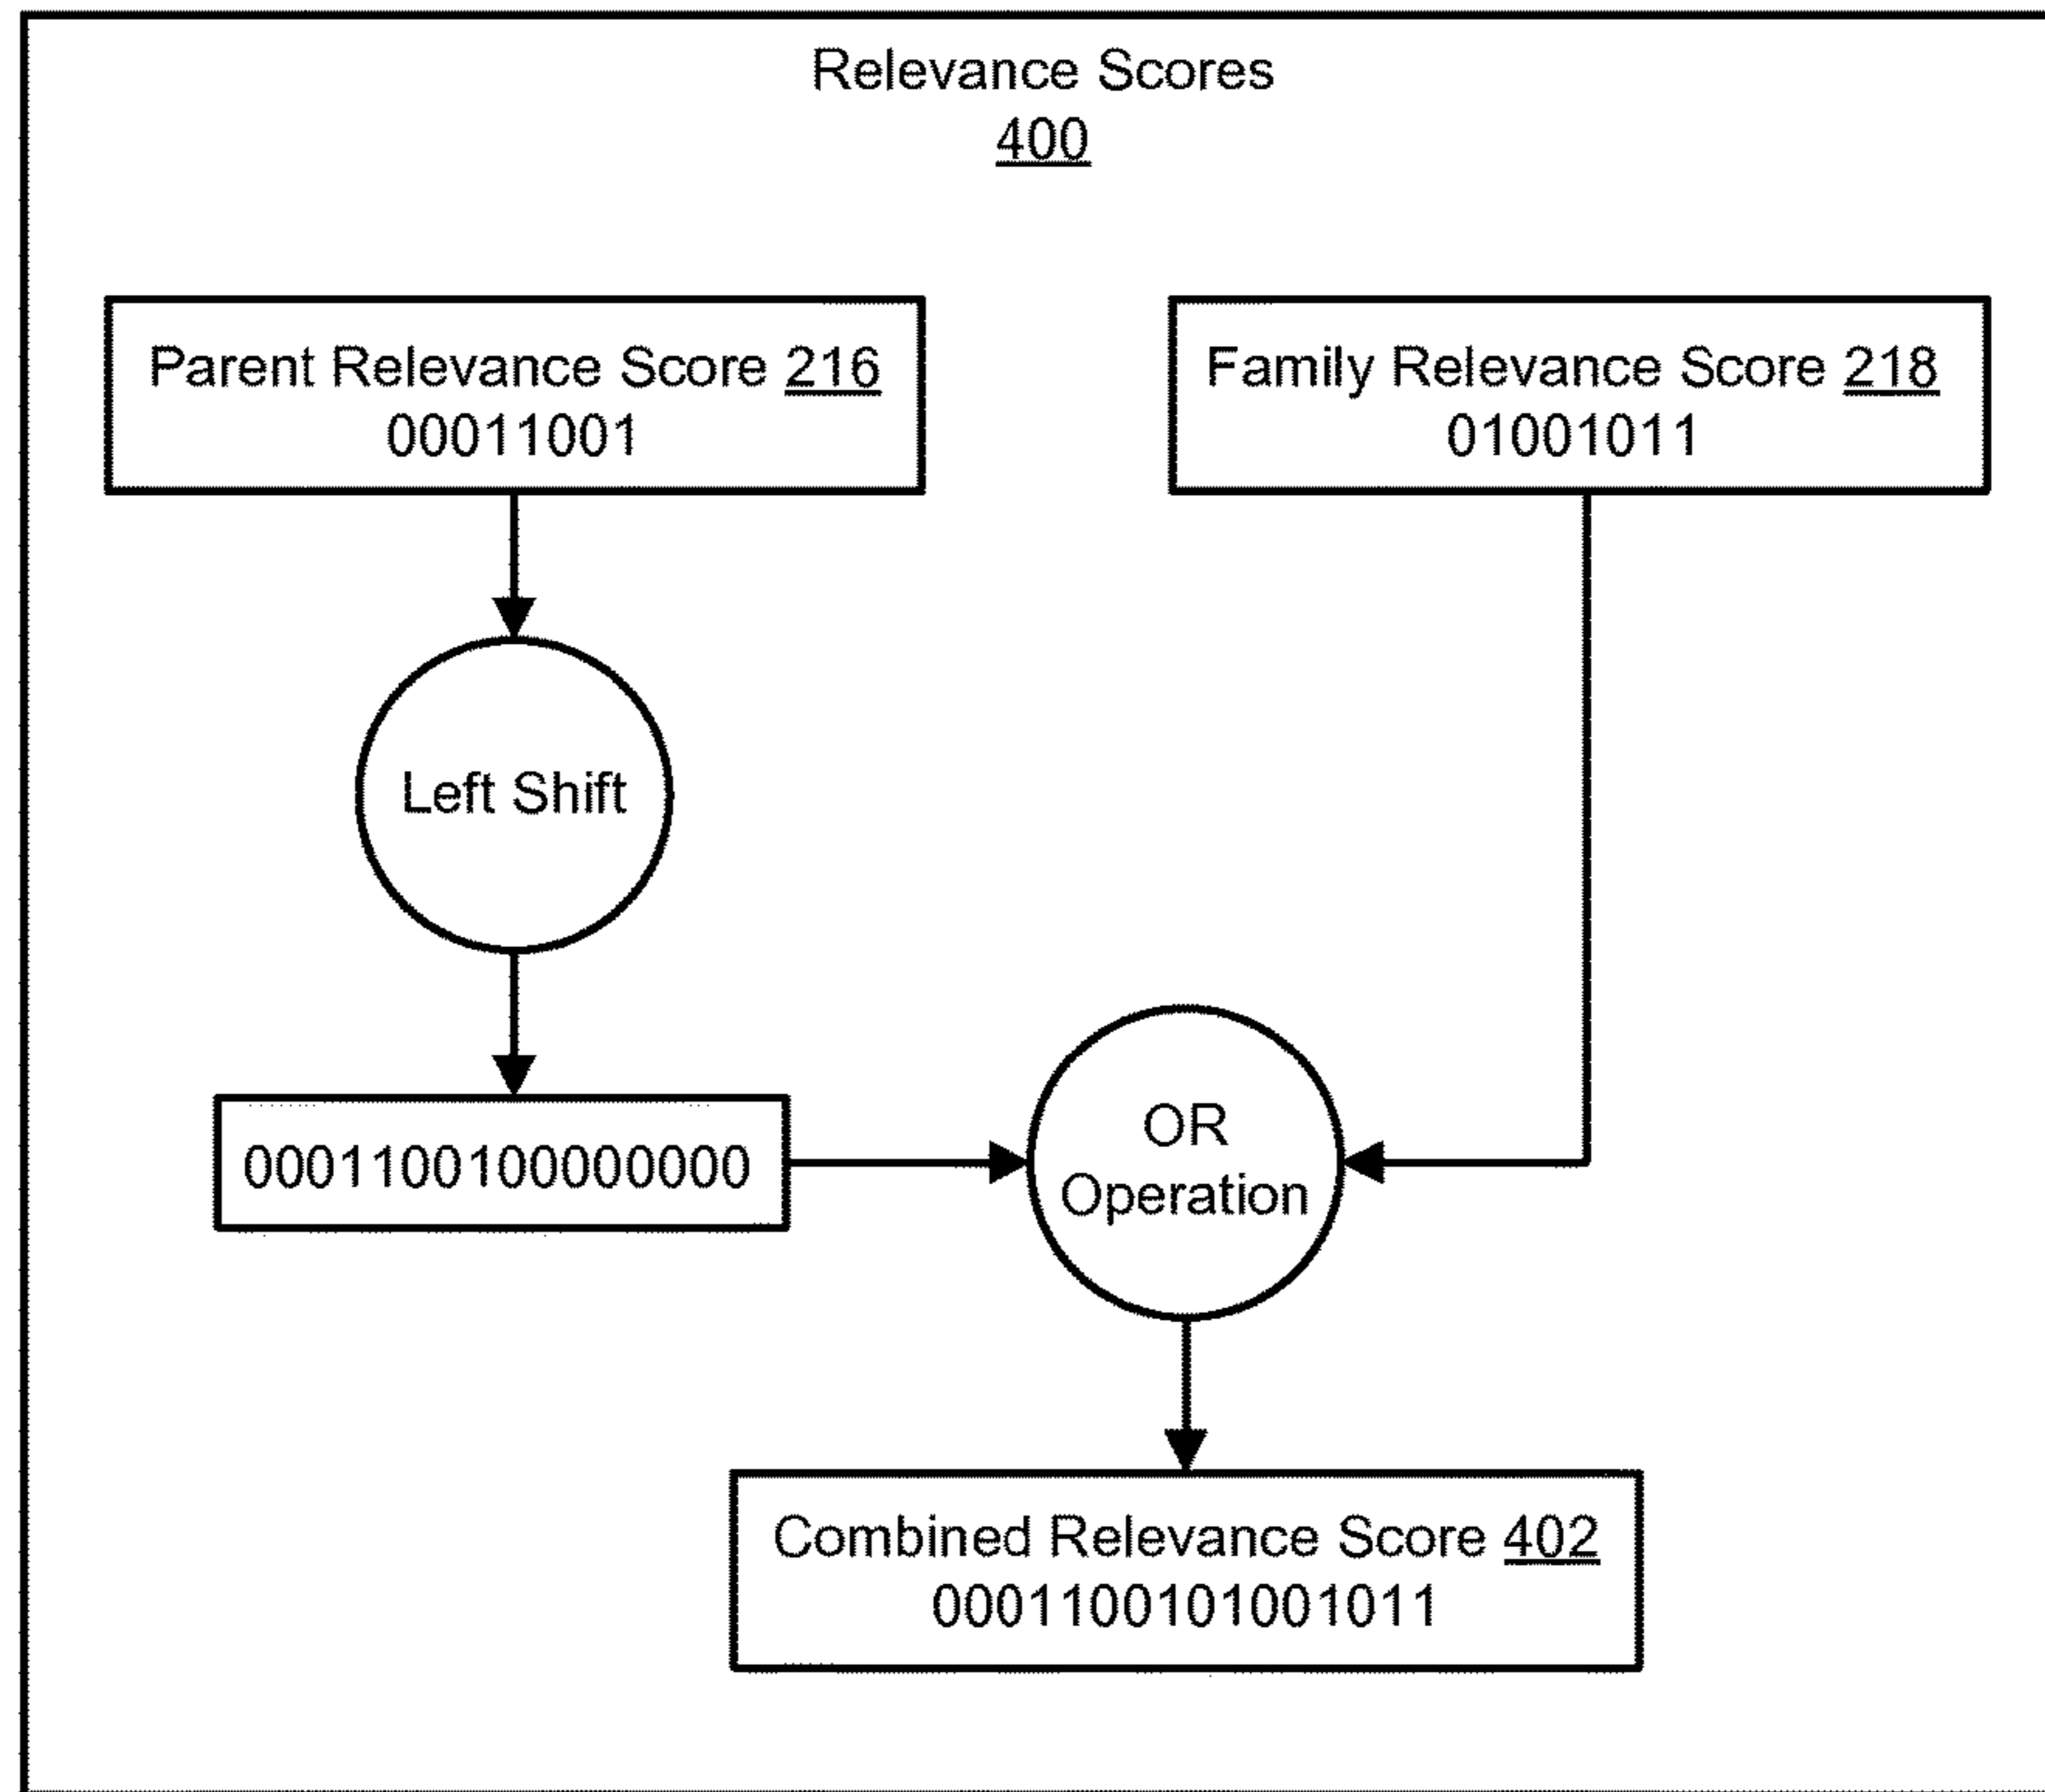 Relevance Scores
400
Parent Relevance Score 216
00011001
Family Relevance Score 218
01001011
Left Shift
0001100100000000
OR
Operation
Combined Relevance Score 402
0001100101001011